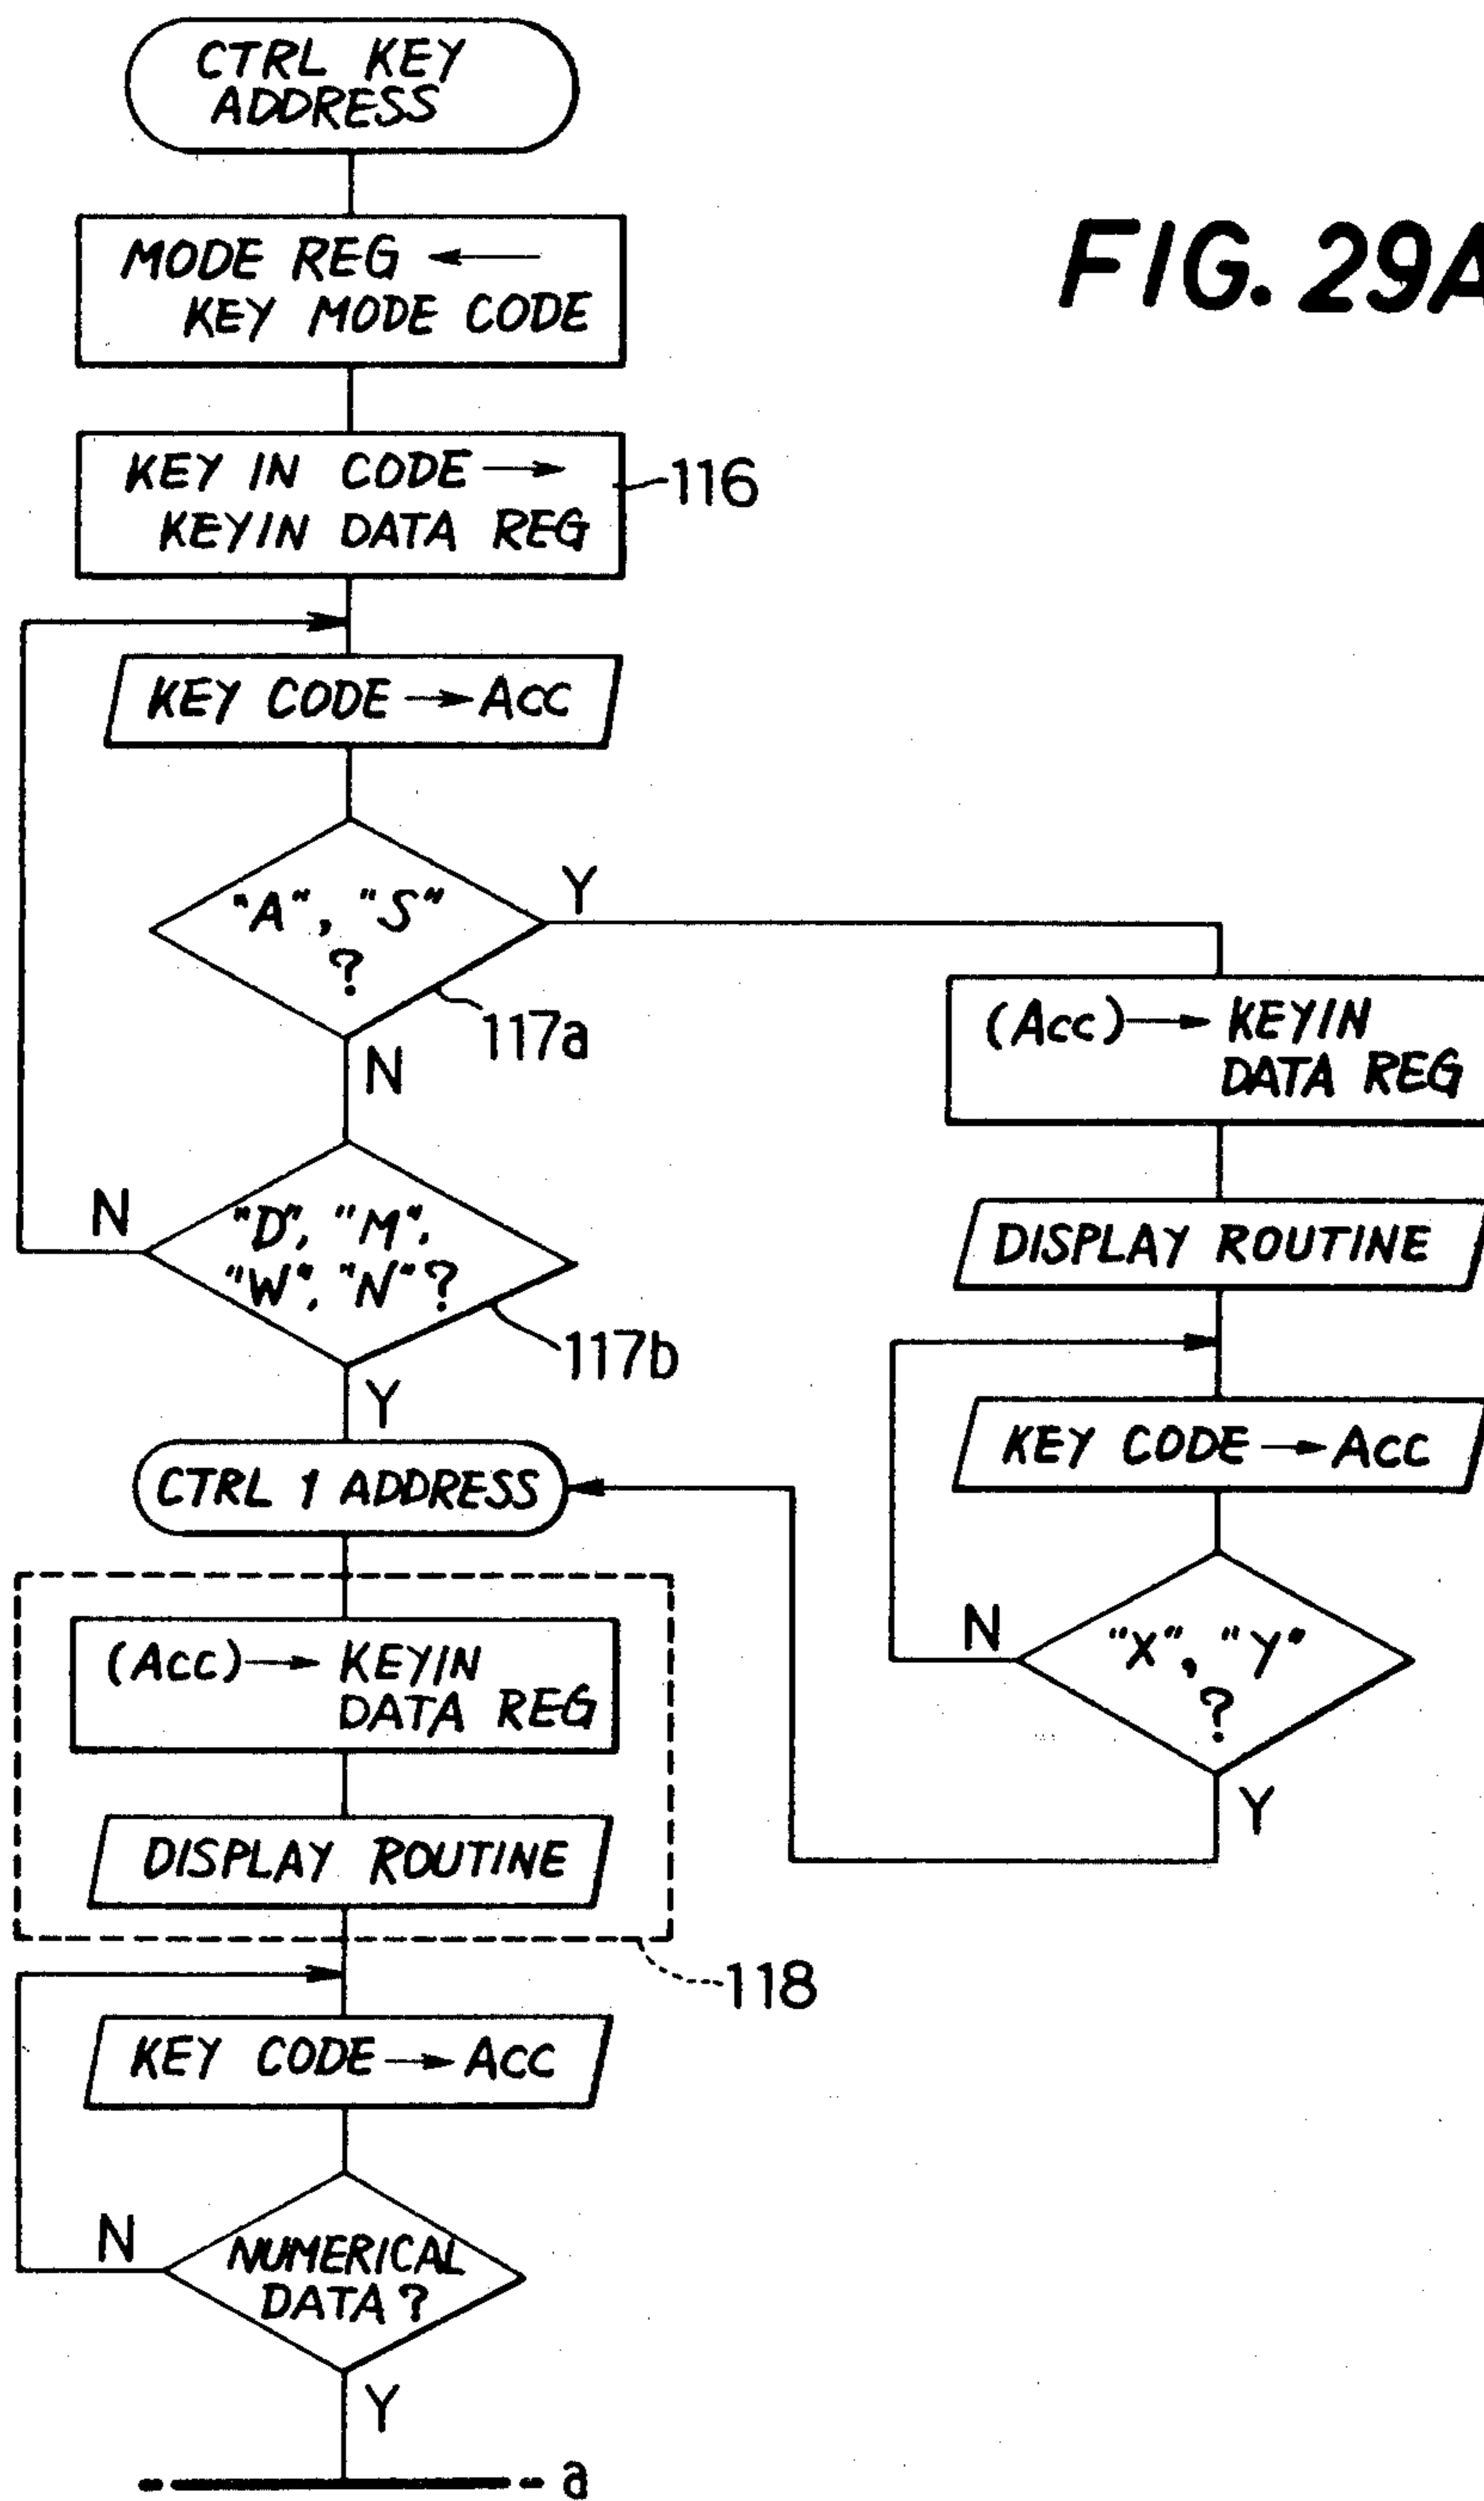 CTRL KEY
ADDRESS
FIG. 29A
MODE REG ←
KEY MODE CODE
KEY IN CODE →
KEYIN DATA REG
116
KEY CODE → ACC
"A", "S"
?
Y
117a
N
"D", "M",
"W", "N"?
N
117b
Y
CTRL 1 ADDRESS
(ACC) → KEYIN
DATA REG
DISPLAY ROUTINE
118
KEY CODE → ACC
NUMERICAL
DATA?
N
Y
a
(ACC) → KEYIN
DATA REG
DISPLAY ROUTINE
KEY CODE → ACC
"X", "Y"
?
N
Y